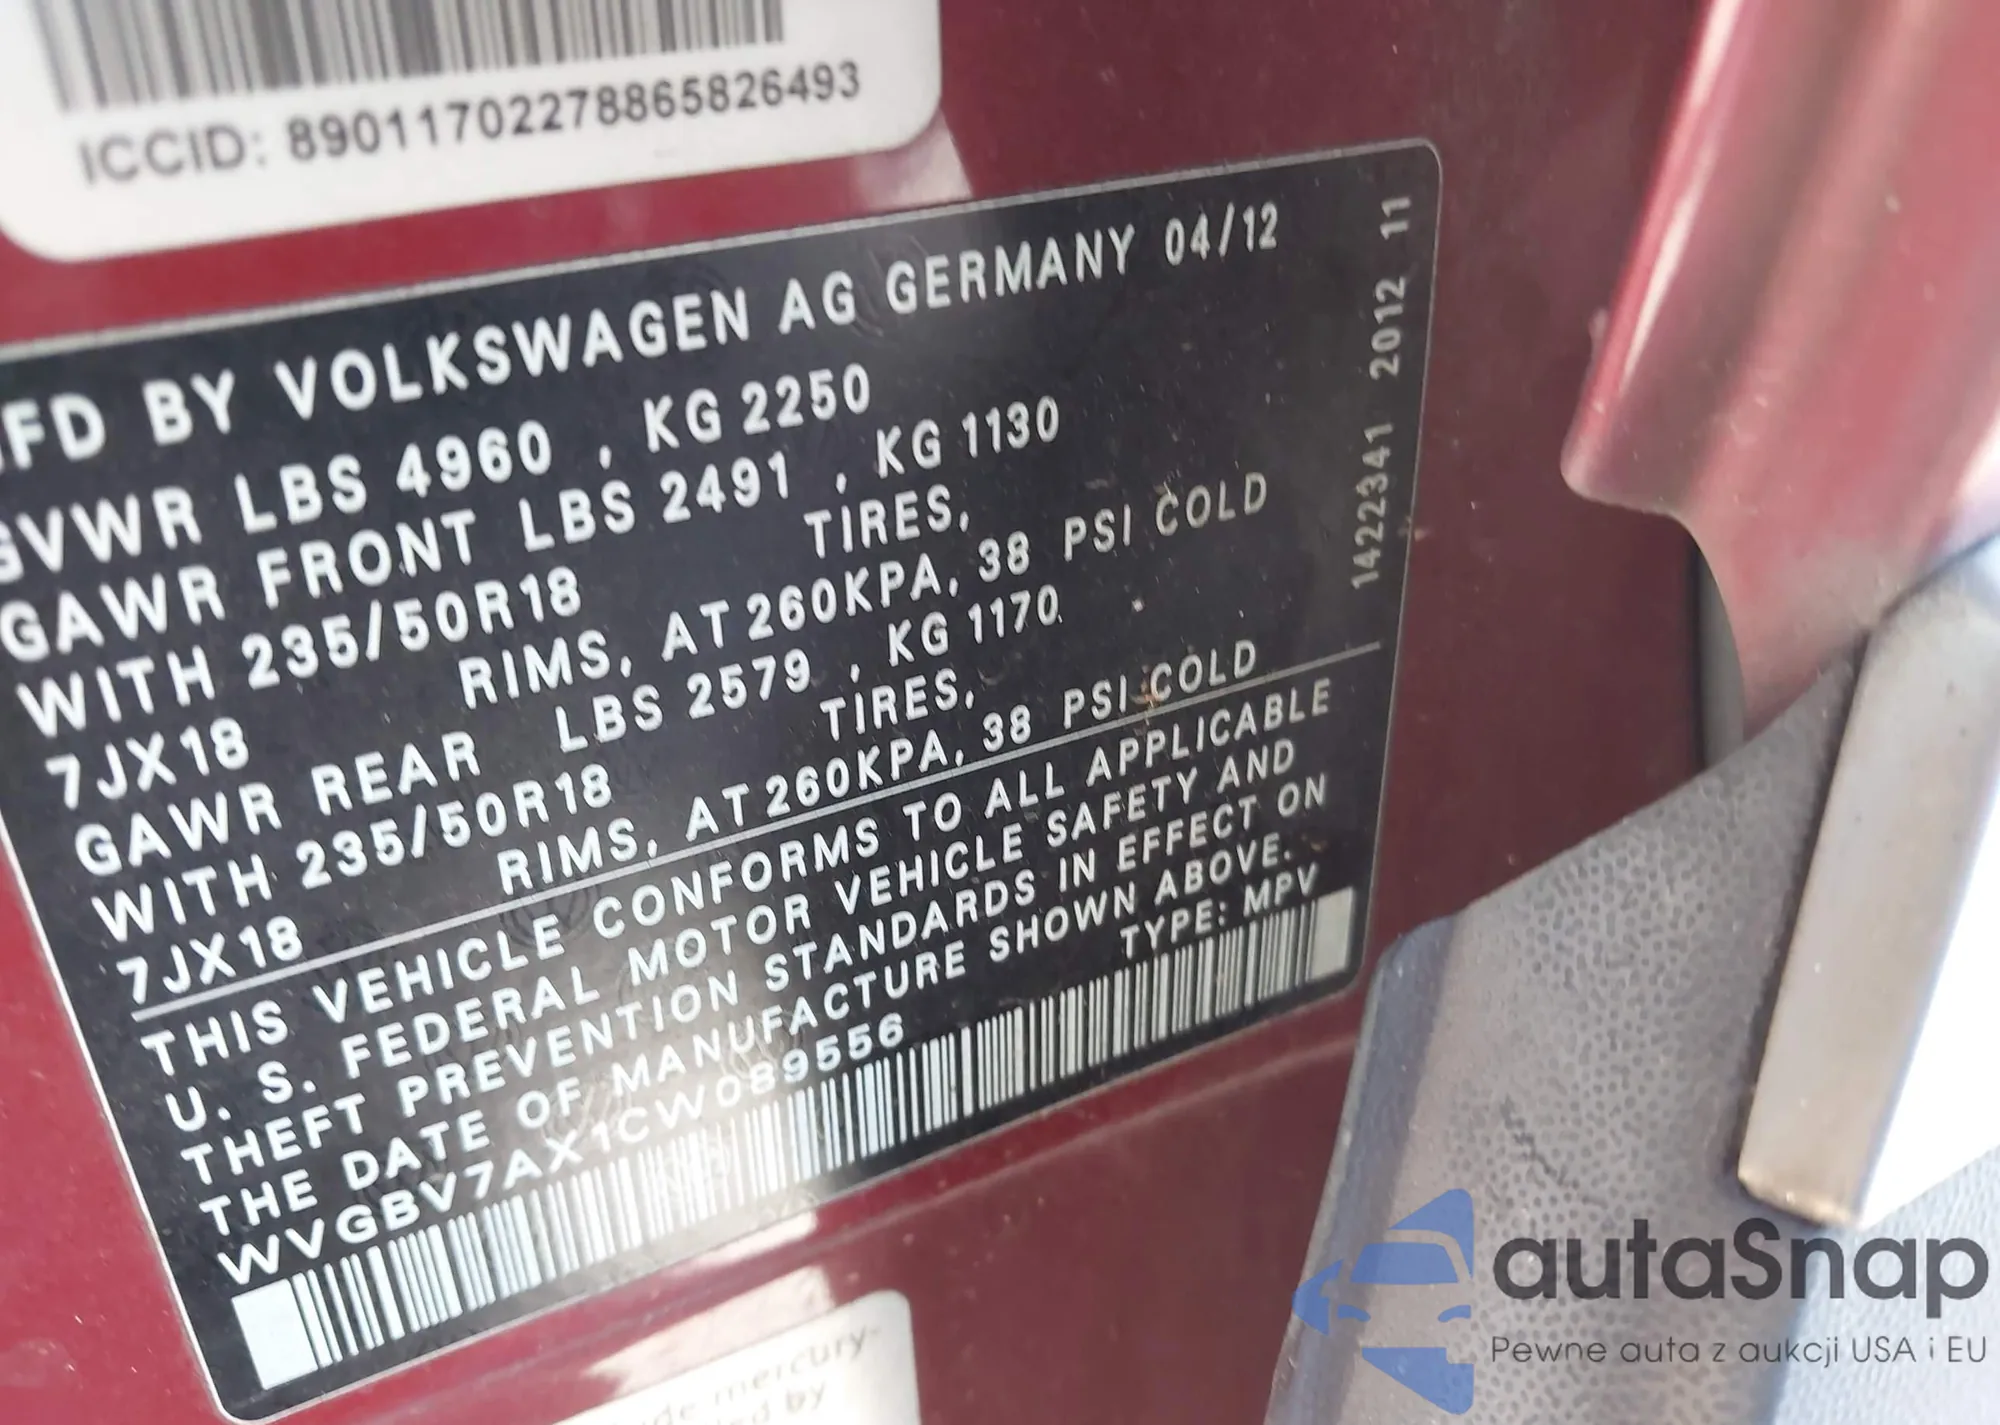 ICCID: 89011702278865826493
MFD BY VOLKSWAGEN AG GERMANY 04/12
GVWR LBS 4960 , KG 2250
GAWR FRONT LBS 2491 , KG 1130
WITH 235/50R18 TIRES,
7JX18 RIMS, AT 260KPA, 38 PSI COLD
GAWR REAR LBS 2579 , KG 1170
WITH 235/50R18 TIRES,
7JX18 RIMS, AT 260KPA, 38 PSI COLD
THIS VEHICLE CONFORMS TO ALL APPLICABLE
U. S. FEDERAL MOTOR VEHICLE SAFETY AND
THEFT PREVENTION STANDARDS IN EFFECT ON
THE DATE OF MANUFACTURE SHOWN ABOVE.
WVGBV7AX1CW089556 TYPE: MPV
1422341 2012 11
mercury-
by
autaSnap
Pewne auta z aukcji USA i EU